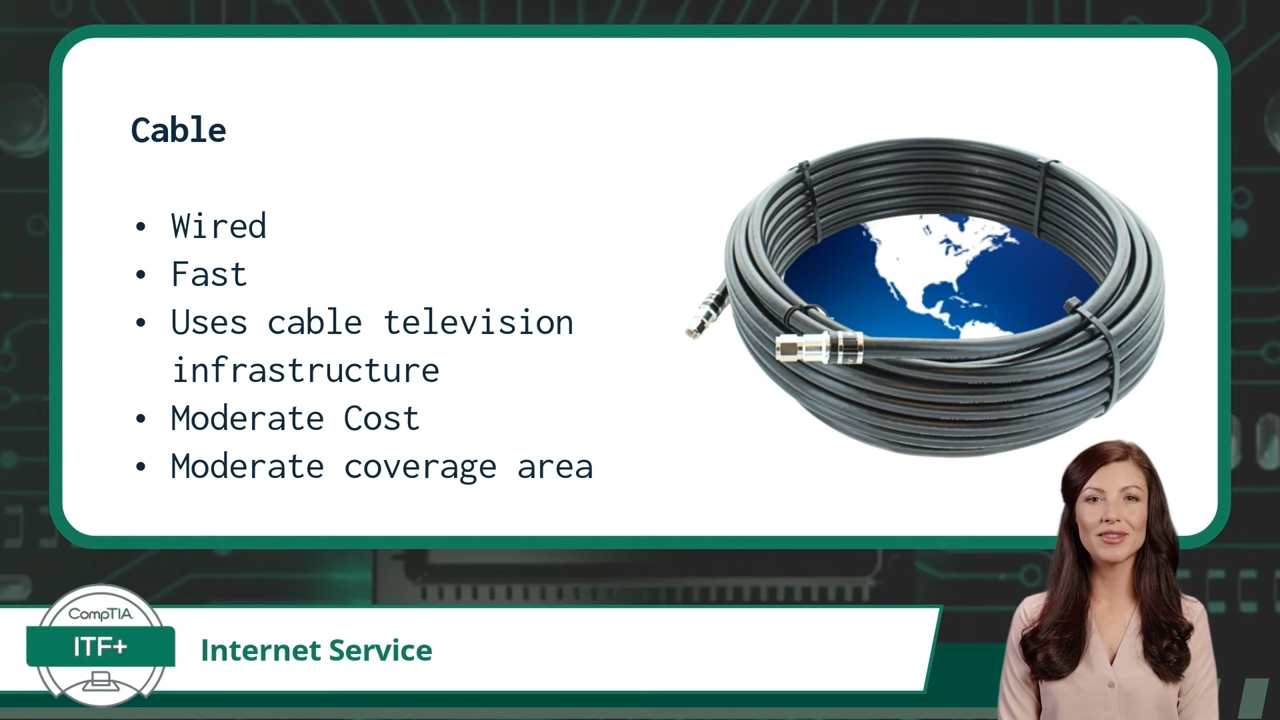 Cable
• Wired
• Fast
• Uses cable television
infrastructure
• Moderate Cost
• Moderate coverage area
CompTIA.
ITF+
Internet Service